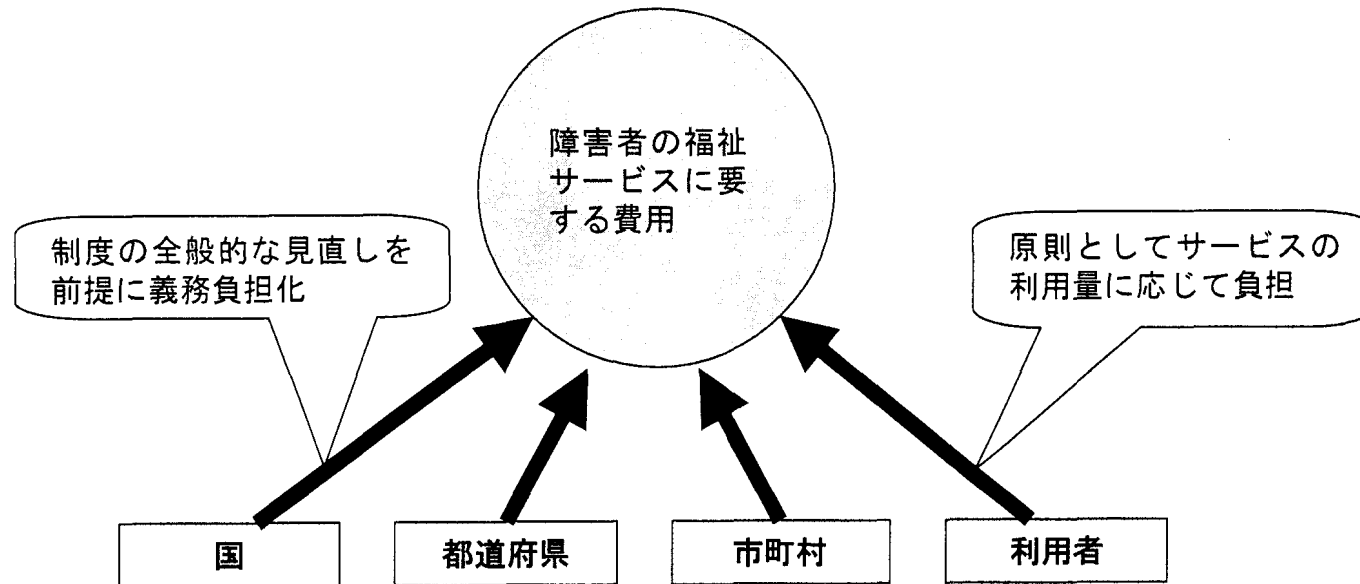 障害者の福祉
サービスに要
する費用
制度の全般的な見直しを
前提に義務負担化
原則としてサービスの
利用量に応じて負担
国
都道府県
市町村
利用者